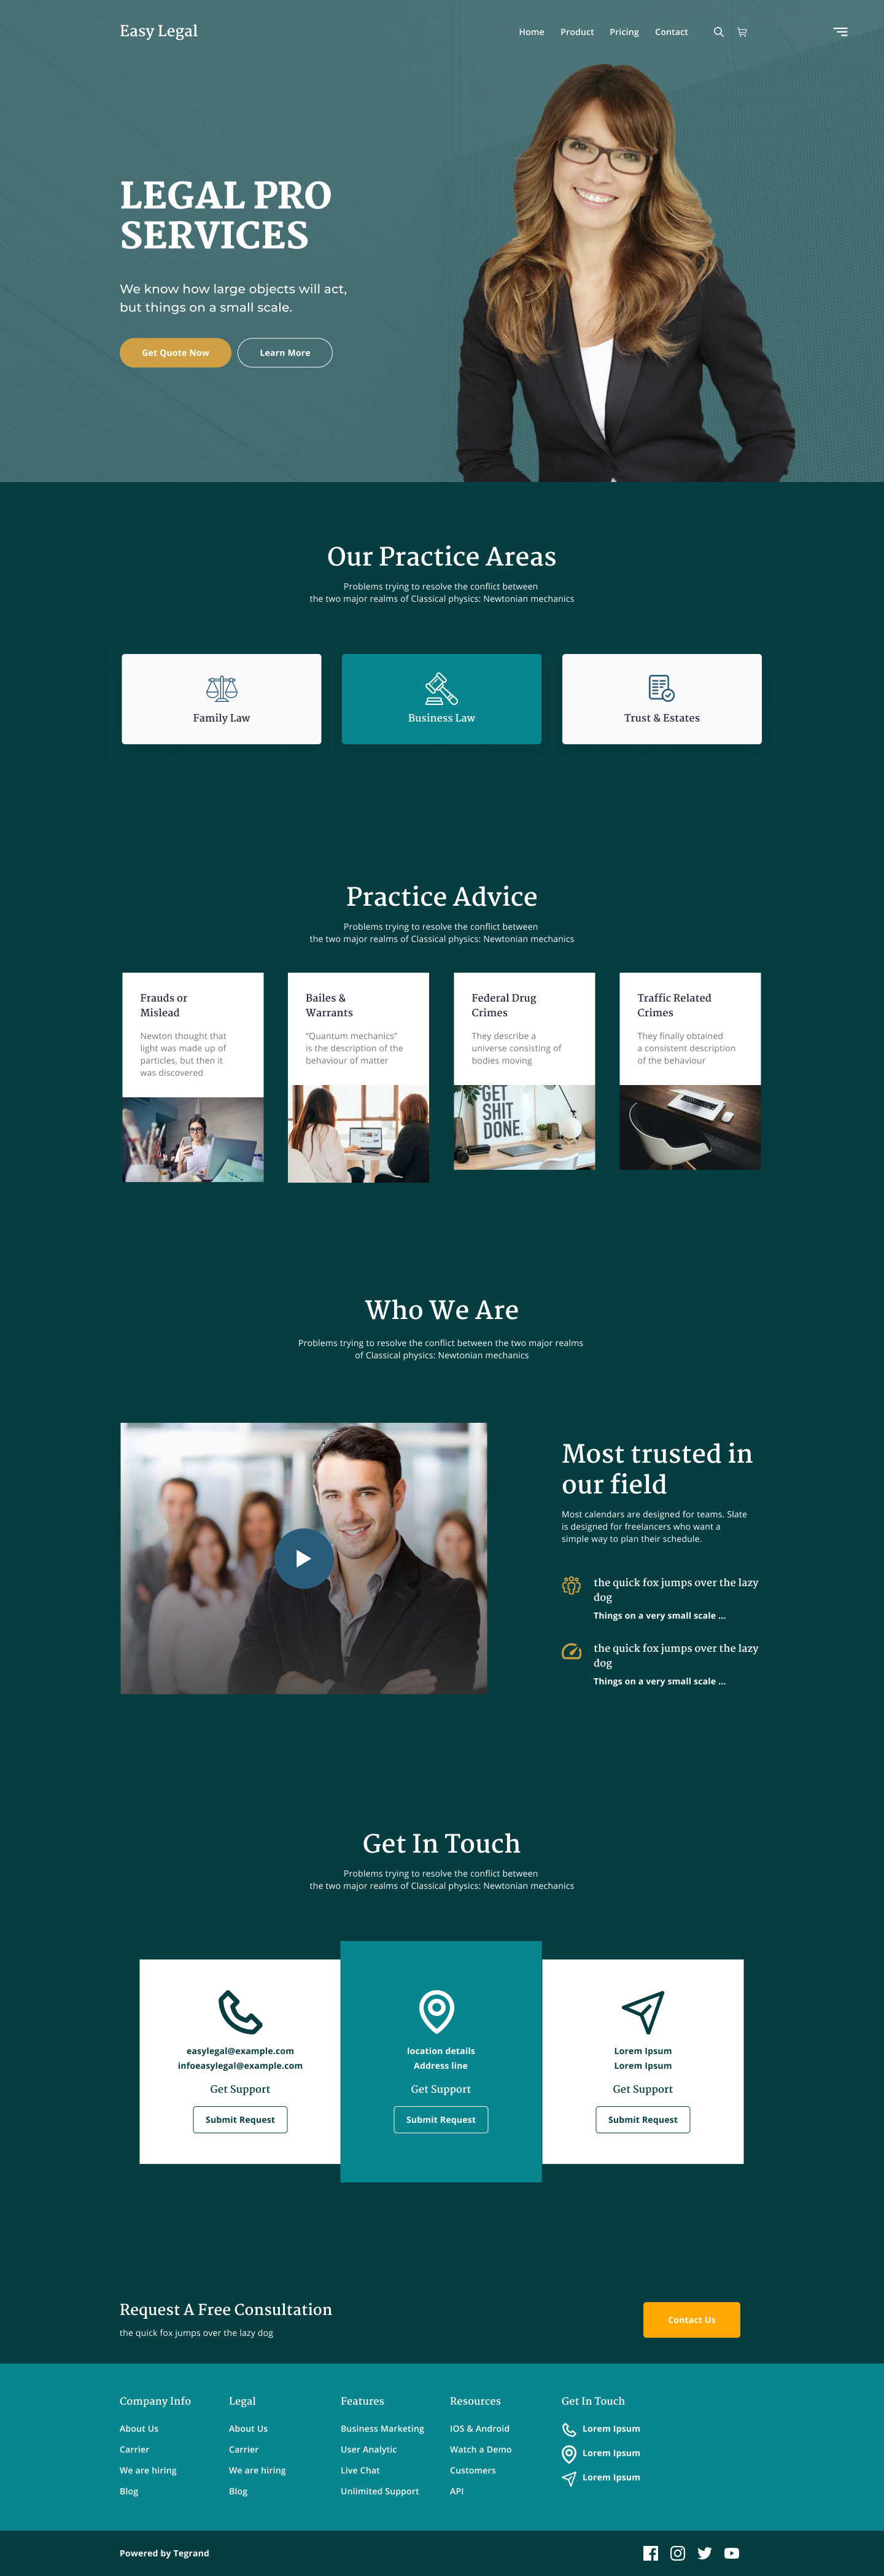 Easy Legal
Home Product Pricing Contact
LEGAL PRO
SERVICES
We know how large objects will act,
but things on a small scale.
Get Quote Now Learn More
Our Practice Areas
Problems trying to resolve the conflict between
the two major realms of Classical physics: Newtonian mechanics
Family Law
Business Law
Trust & Estates
Practice Advice
Problems trying to resolve the conflict between
the two major realms of Classical physics: Newtonian mechanics
Frauds or
Mislead
Newton thought that
light was made up of
particles, but then it
was discovered
Bailes &
Warrants
"Quantum mechanics"
is the description of the
behaviour of matter
Federal Drug
Crimes
They describe a
universe consisting of
bodies moving
GET
SHIT
DONE.
Traffic Related
Crimes
They finally obtained
a consistent description
of the behaviour
Who We Are
Problems trying to resolve the conflict between the two major realms
of Classical physics: Newtonian mechanics
Most trusted in
our field
Most calendars are designed for teams. Slate
is designed for freelancers who want a
simple way to plan their schedule.
the quick fox jumps over the lazy
dog
Things on a very small scale ...
the quick fox jumps over the lazy
dog
Things on a very small scale ...
Get In Touch
Problems trying to resolve the conflict between
the two major realms of Classical physics: Newtonian mechanics
easylegal@example.com
infoeasylegal@example.com
Get Support
Submit Request
location details
Address line
Get Support
Submit Request
Lorem Ipsum
Lorem Ipsum
Get Support
Submit Request
Request A Free Consultation
the quick fox jumps over the lazy dog
Contact Us
Company Info
About Us
Carrier
We are hiring
Blog
Legal
About Us
Carrier
We are hiring
Blog
Features
Business Marketing
User Analytic
Live Chat
Unlimited Support
Resources
IOS & Android
Watch a Demo
Customers
API
Get In Touch
Lorem Ipsum
Lorem Ipsum
Lorem Ipsum
Powered by Tegrand